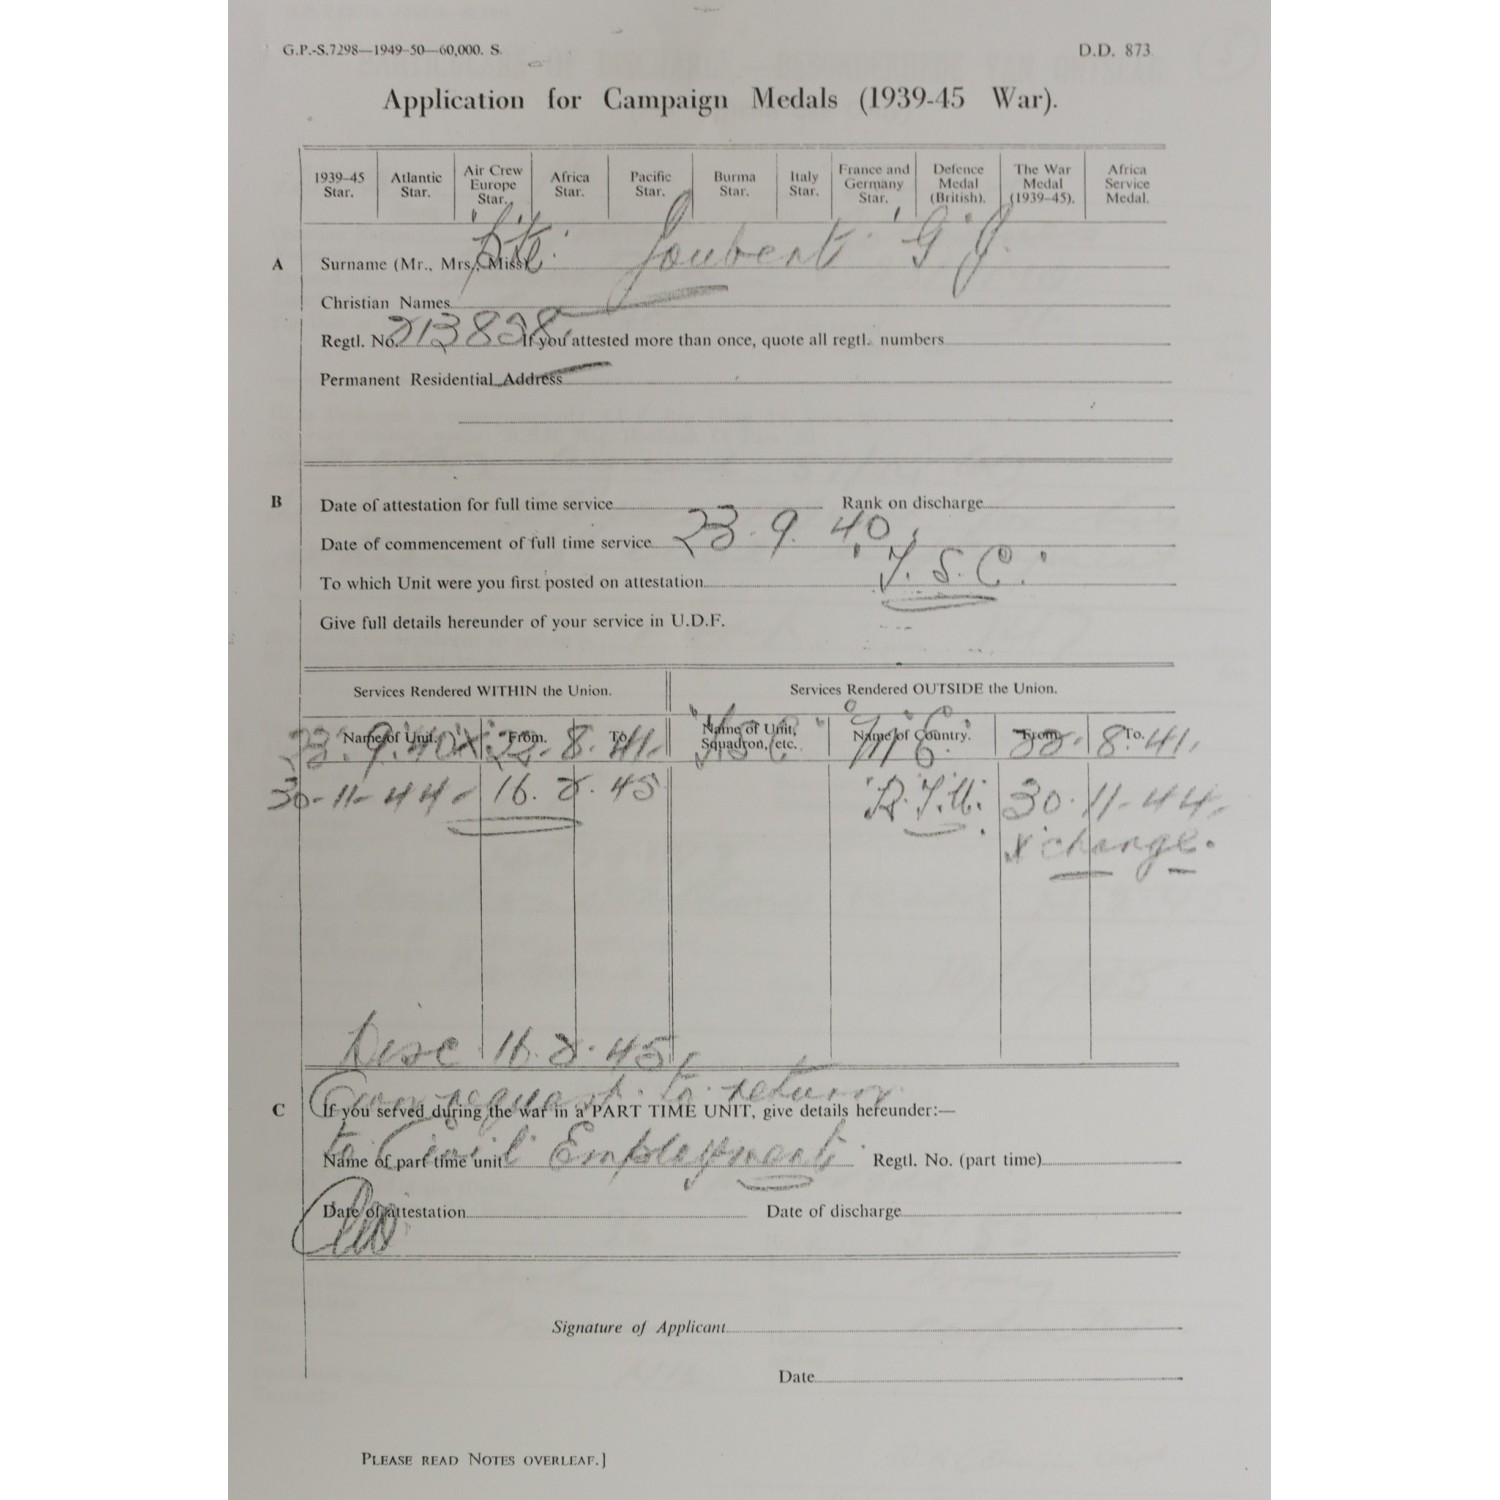 G.P.-S.7298—1949-50—60,000. S.
D.D. 873
Application for Campaign Medals (1939-45 War).
1939-45 Star.
Atlantic Star.
Air Crew Europe Star.
Africa Star.
Pacific Star.
Burma Star.
Italy Star.
France and Germany Star.
Defence Medal (British).
The War Medal (1939-45).
Africa Service Medal.
A Surname (Mr., Mrs., Miss) Pte. Joubert G J.
Christian Names
Regtl. No. 213838 If you attested more than once, quote all regtl. numbers
Permanent Residential Address
B Date of attestation for full time service Rank on discharge
Date of commencement of full time service 23.9.40,
To which Unit were you first posted on attestation T.S.C.
Give full details hereunder of your service in U.D.F.
Services Rendered WITHIN the Union. Services Rendered OUTSIDE the Union.
Name of Unit. From. To. Name of Unit, Squadron, etc. Name of Country. From. To.
23.9.40 22.8.41. M.E. 8.41.
30-11-44 16.2.45 R.T.U. 30.11-44.
X'change.
Disc 16.2.45,
Own request to return
C If you served during the war in a PART TIME UNIT, give details hereunder:—
to Civil Employment
Name of part time unit Regtl. No. (part time)
Date of attestation Date of discharge
Signature of Applicant
Date
PLEASE READ NOTES OVERLEAF.]